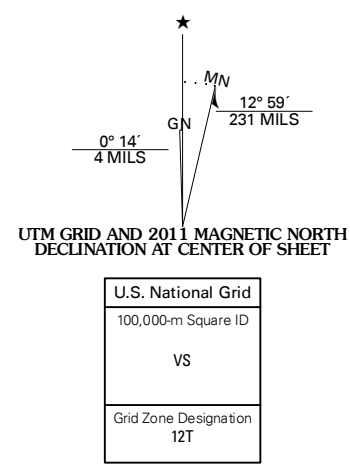 ★
MN
GN
12° 59´
231 MILS
0° 14´
4 MILS
UTM GRID AND 2011 MAGNETIC NORTH
DECLINATION AT CENTER OF SHEET
U.S. National Grid
100,000-m Square ID
VS
Grid Zone Designation
12T